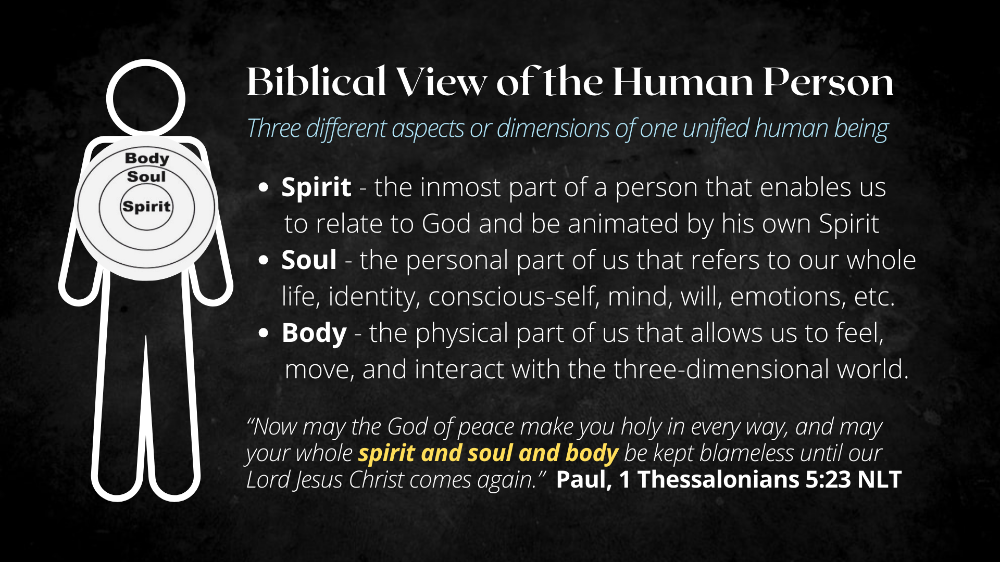 Biblical View of the Human Person
Three different aspects or dimensions of one unified human being
Body
Soul
Spirit
• Spirit - the inmost part of a person that enables us
to relate to God and be animated by his own Spirit
• Soul - the personal part of us that refers to our whole
life, identity, conscious-self, mind, will, emotions, etc.
• Body - the physical part of us that allows us to feel,
move, and interact with the three-dimensional world.
“Now may the God of peace make you holy in every way, and may
your whole spirit and soul and body be kept blameless until our
Lord Jesus Christ comes again.” Paul, 1 Thessalonians 5:23 NLT